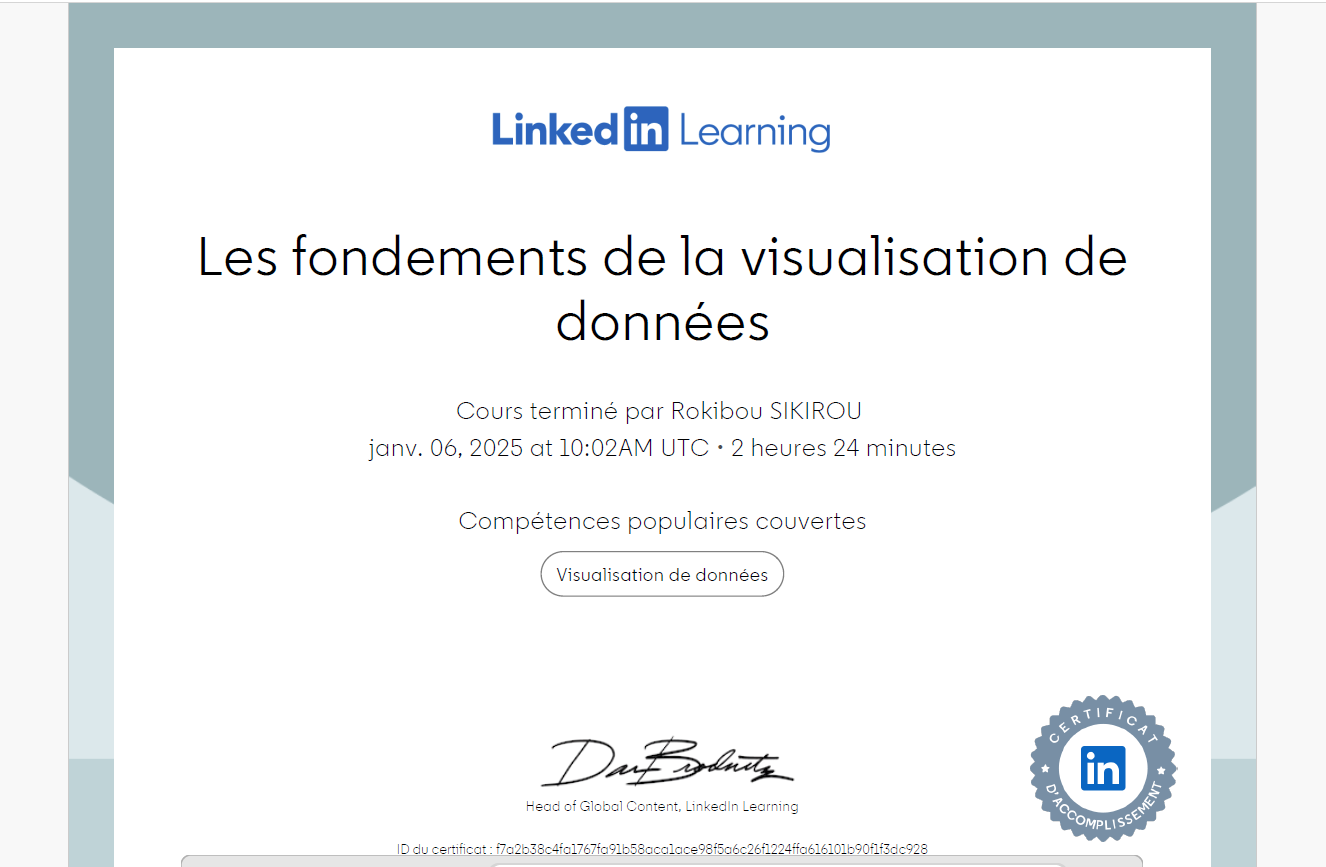 Linked in Learning
Les fondements de la visualisation de
données
Cours terminé par Rokibou SIKIROU
janv. 06, 2025 at 10:02AM UTC • 2 heures 24 minutes
Compétences populaires couvertes
Visualisation de données
CERTIFICAT
in
D'ACCOMPLISSEMENT
Head of Global Content, LinkedIn Learning
ID du certificat : f7a2b38c4fa1767fa91b58aca1ace98f5a6c26f1224ffa616101b90f1f3dc928